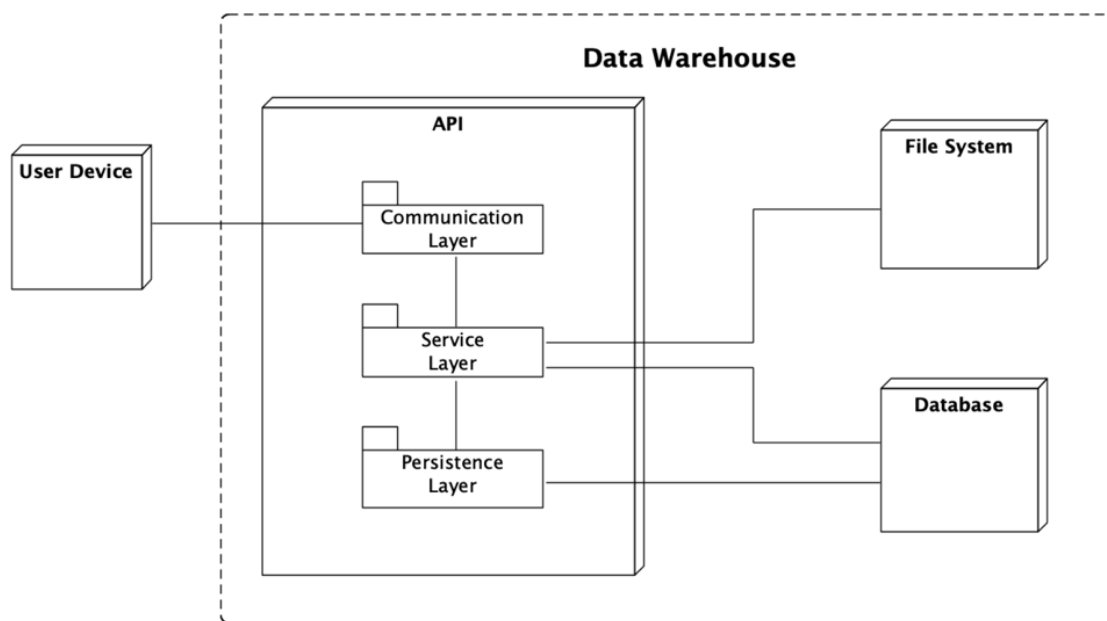 Data Warehouse
API
User Device
File System
Communication
Layer
Service
Layer
Database
Persistence
Layer